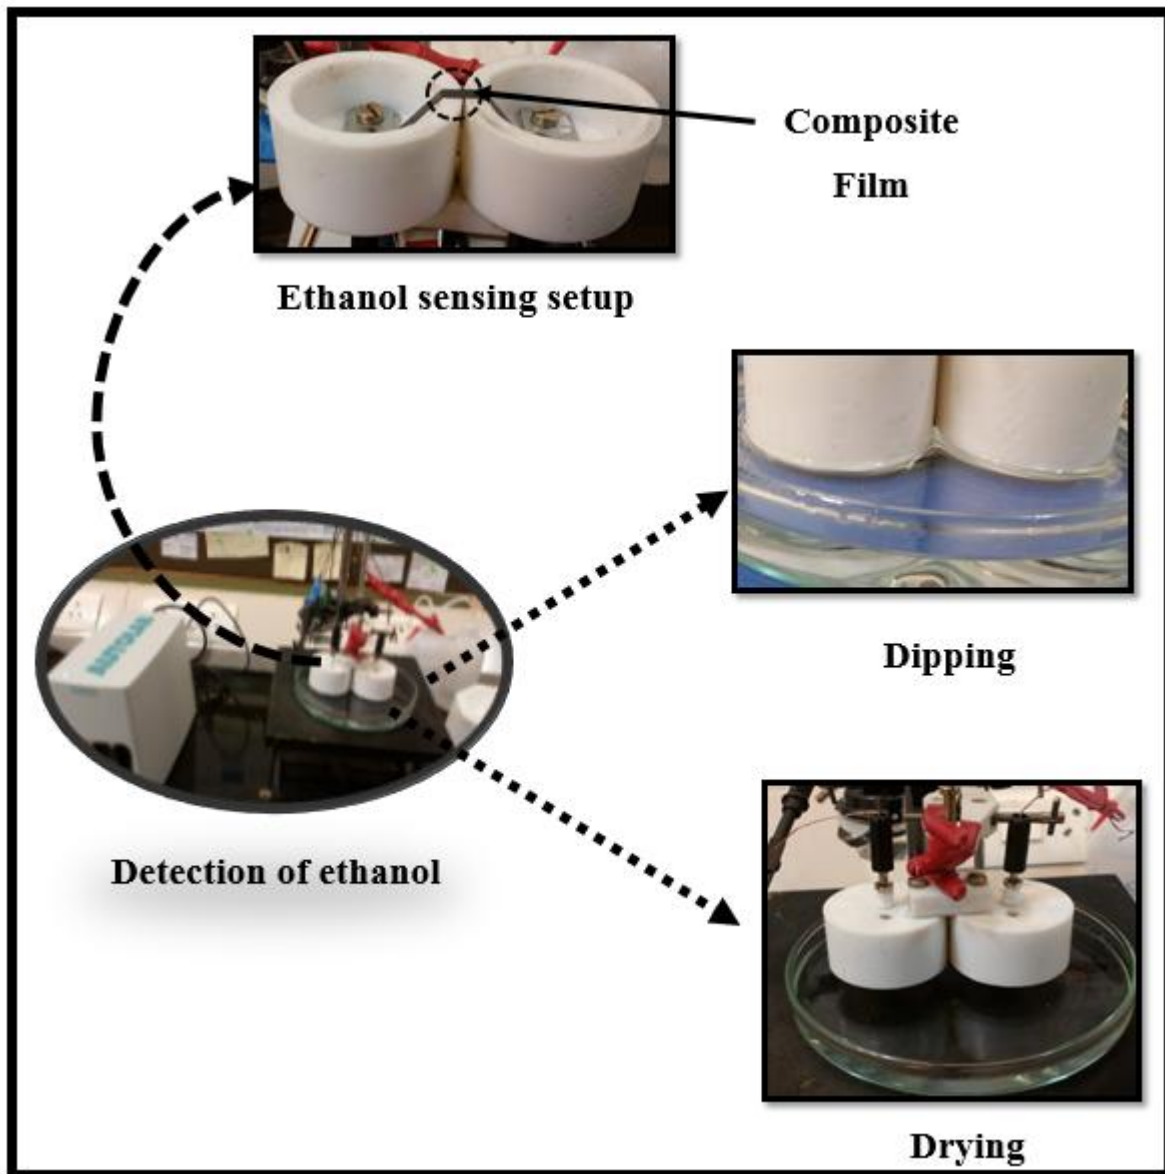 Composite
Film
Ethanol sensing setup
Dipping
Detection of ethanol
Drying